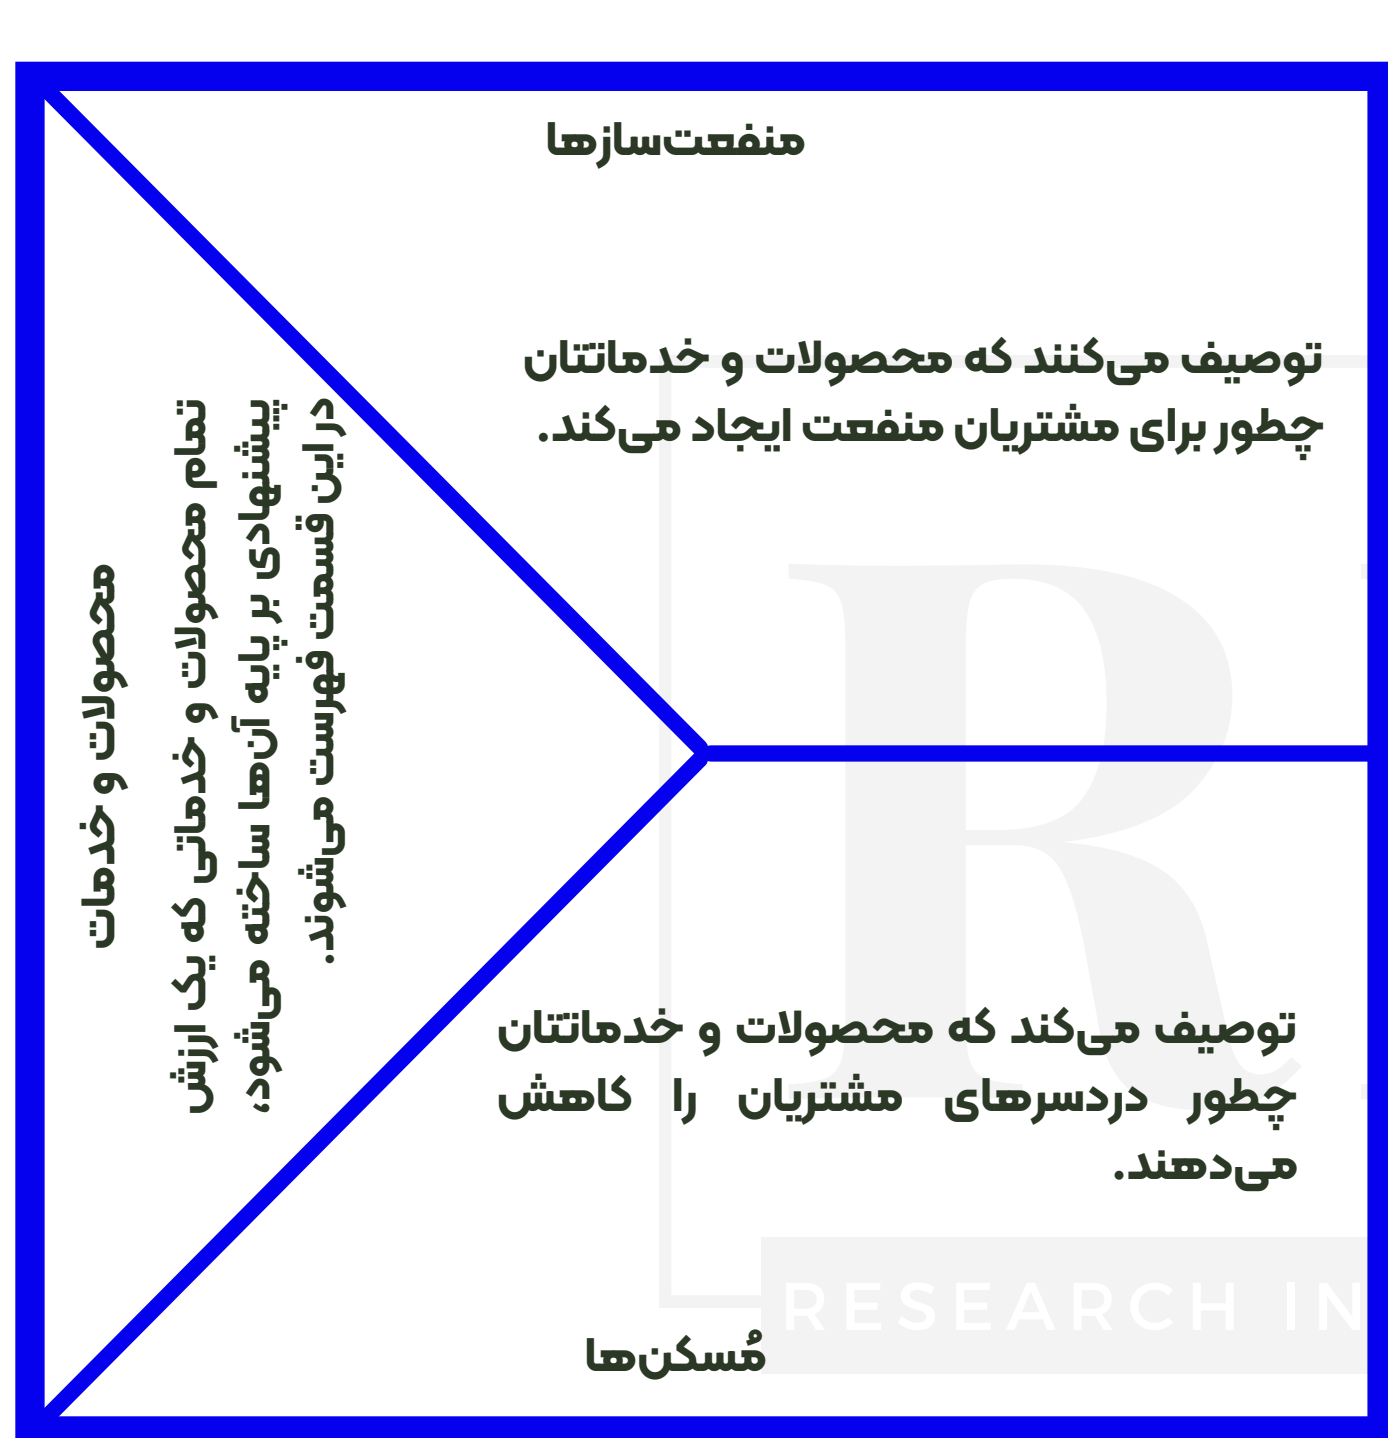 منفعت‌سازها
توصیف می‌کنند که محصولات و خدماتتان
چطور برای مشتریان منفعت ایجاد می‌کند.
محصولات و خدمات
تمام محصولات و خدماتی که یک ارزش
پیشنهادی بر پایه آن‌ها ساخته می‌شود،
در این قسمت فهرست می‌شوند.
توصیف می‌کند که محصولات و خدماتتان
چطور دردسرهای مشتریان را کاهش
می‌دهند.
مُسکن‌ها
R
RESEARCH IN